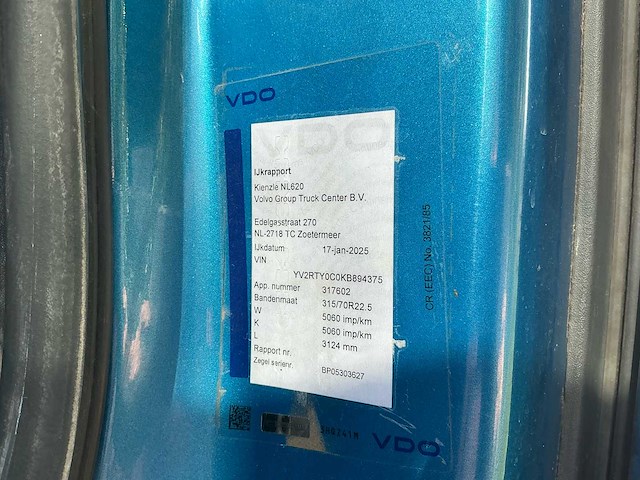 VDO
VDO
IJkrapport
Kienzle NL620
Volvo Group Truck Center B.V.
Edelgasstraat 270
NL-2718 TC Zoetermeer
IJkdatum 17-jan-2025
VIN
YV2RTY0C0KB894375
App. nummer 317602
Bandenmaat 315/70R22.5
W 5060 imp/km
K 5060 imp/km
L 3124 mm
Rapport nr.
Zegel serienr. BP05303627
CR (EEC) No. 3821/85
VDO